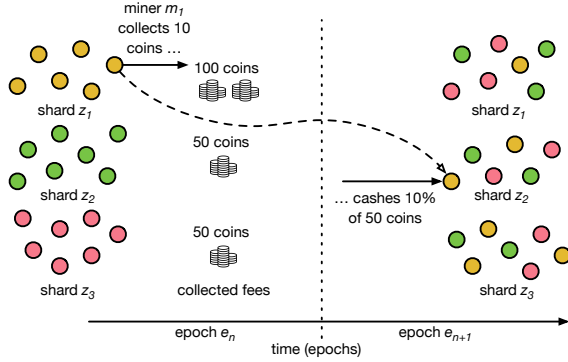 miner m1
collects 10
coins ...
100 coins
shard z1
shard z1
50 coins
shard z2
... cashes 10%
of 50 coins
shard z2
50 coins
shard z3
collected fees
shard z3
epoch en
epoch en+1
time (epochs)